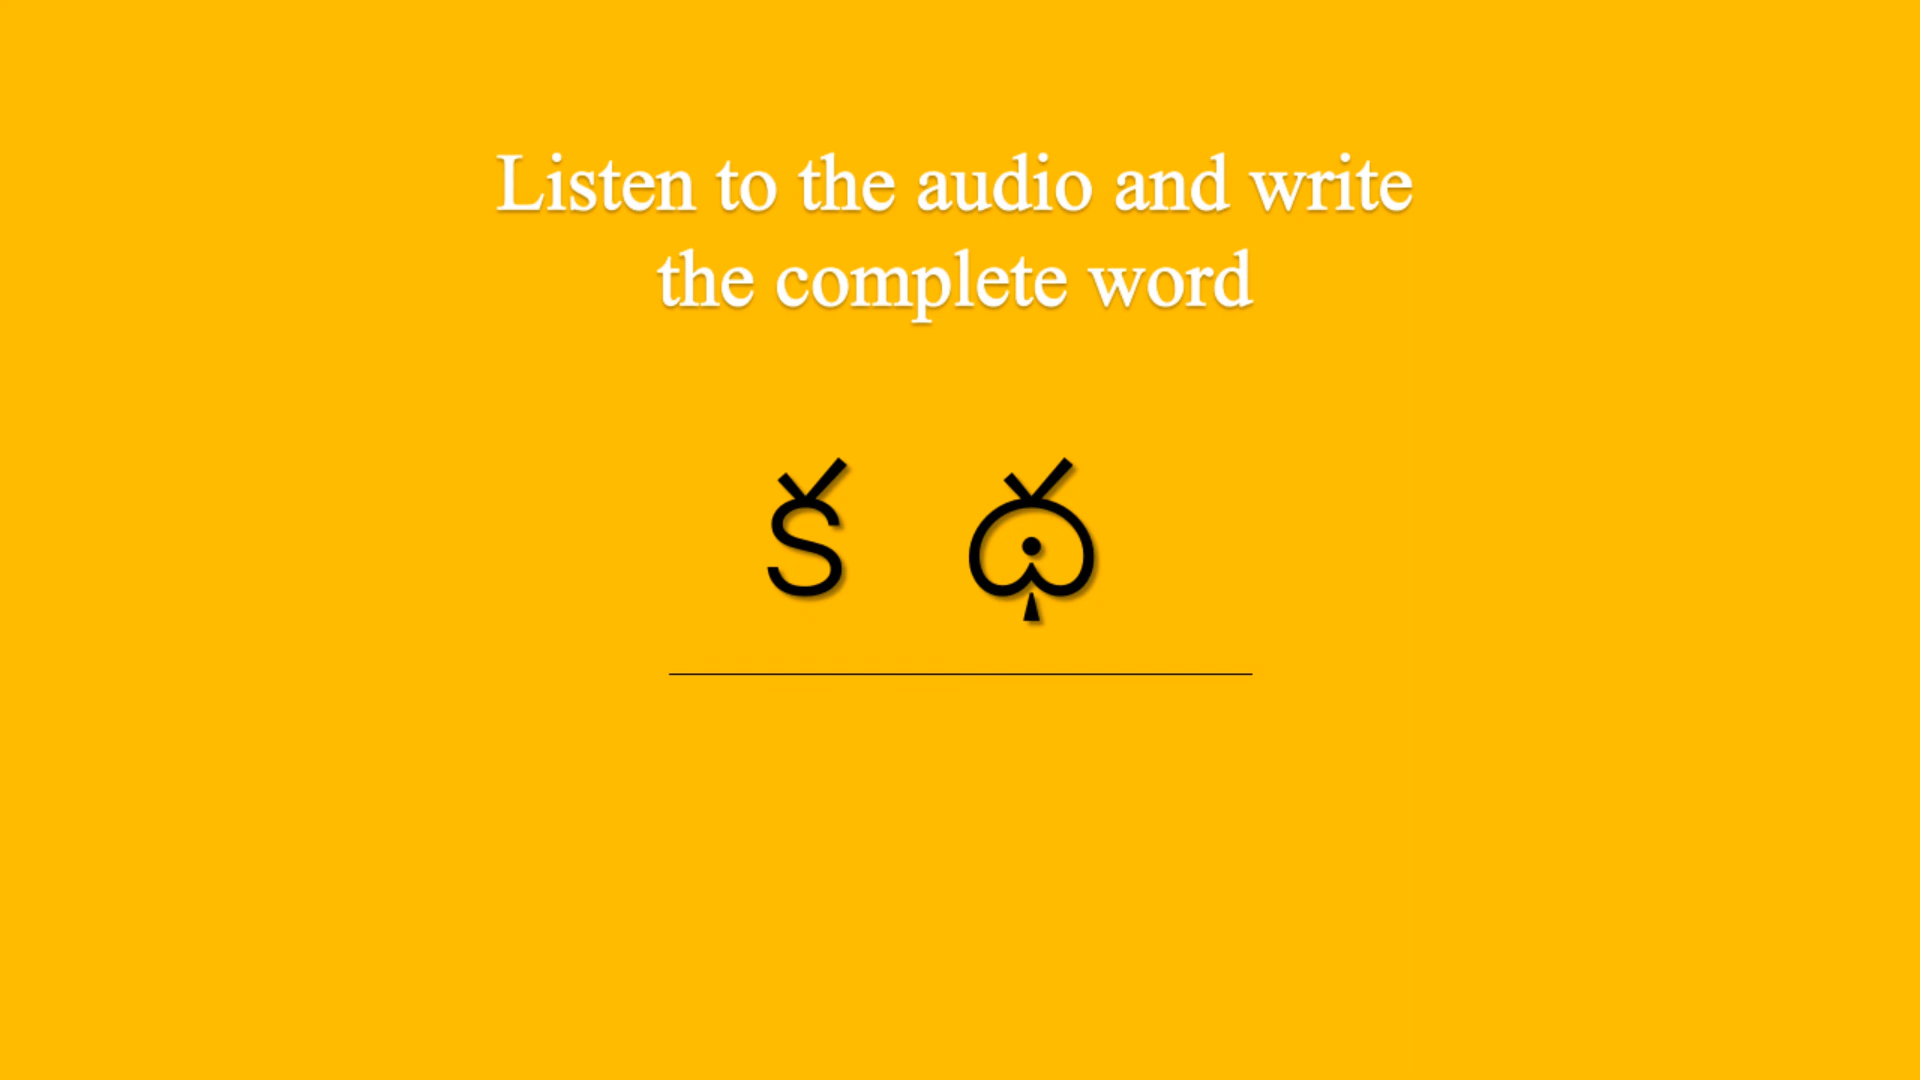 Listen to the audio and write
the complete word
న థ